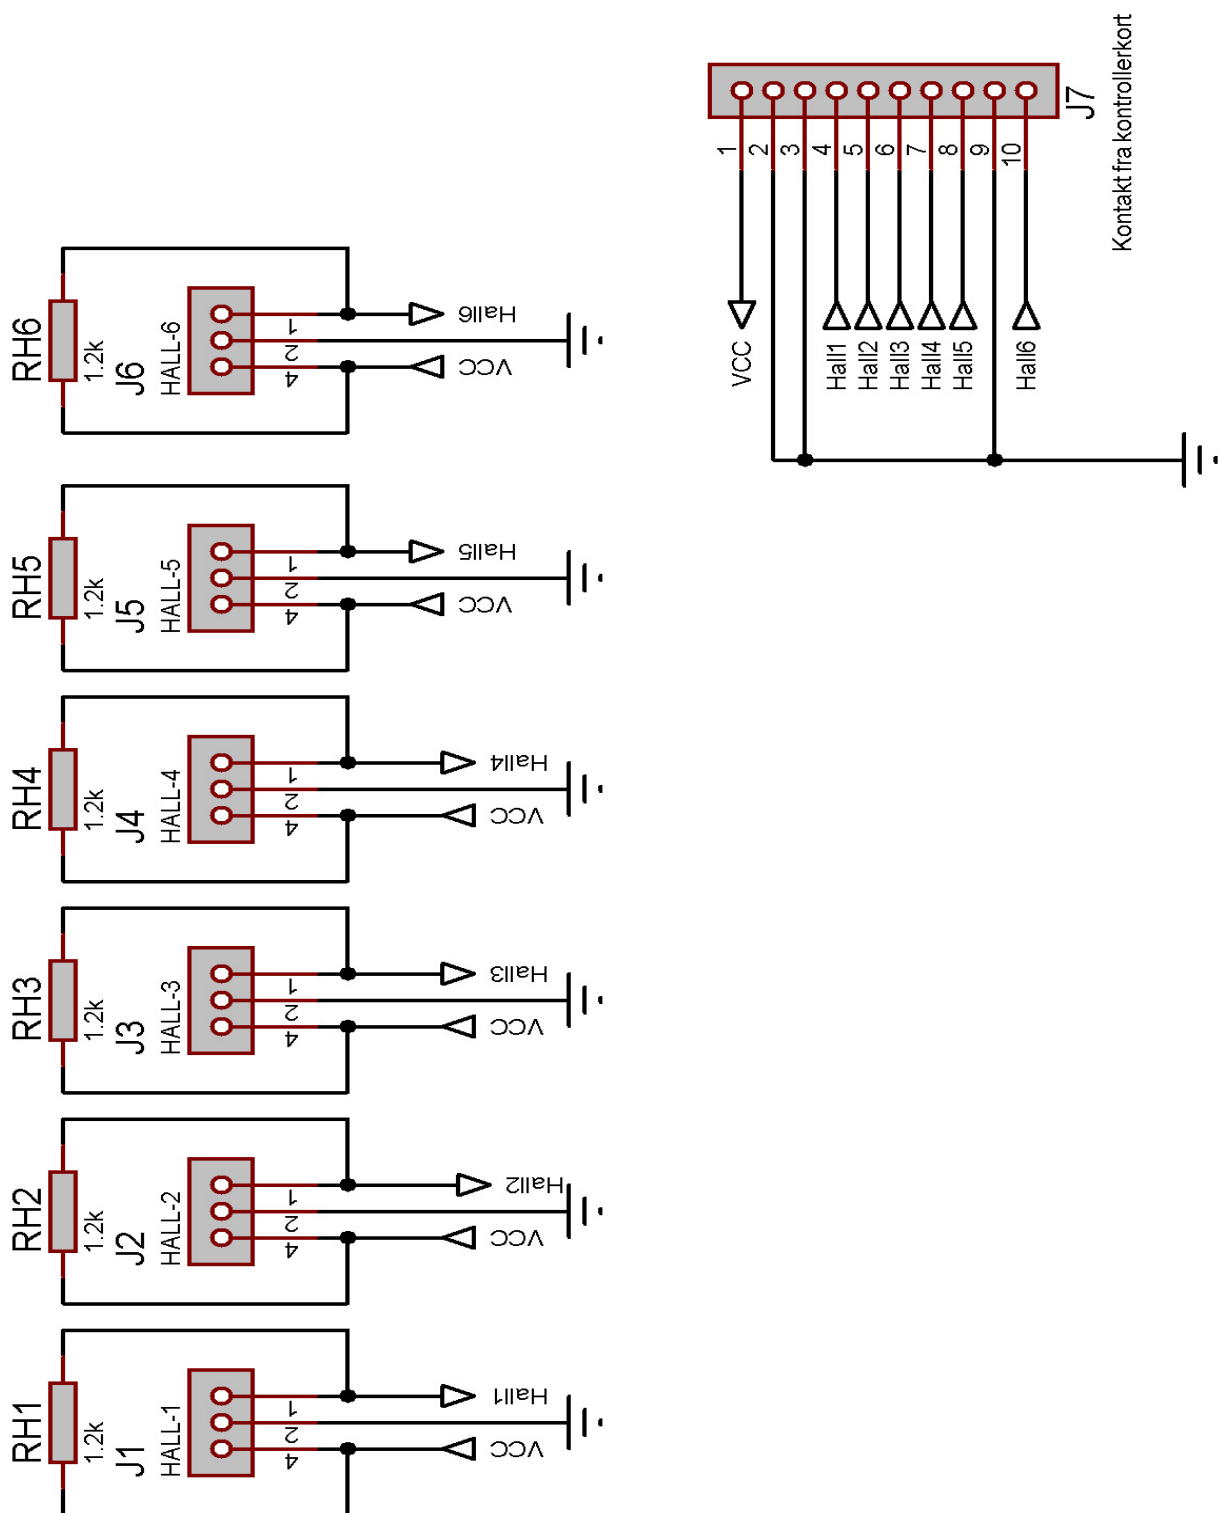 RH1
1.2k
J1
HALL-1
1
2
4
Hall1
VCC
RH2
1.2k
J2
HALL-2
1
2
4
Hall2
VCC
RH3
1.2k
J3
HALL-3
1
2
4
Hall3
VCC
RH4
1.2k
J4
HALL-4
1
2
4
Hall4
VCC
RH5
1.2k
J5
HALL-5
1
2
4
Hall5
VCC
RH6
1.2k
J6
HALL-6
1
2
4
Hall6
VCC
J7
Kontakt fra kontrollerkort
1
2
3
4
5
6
7
8
9
10
VCC
Hall1
Hall2
Hall3
Hall4
Hall5
Hall6